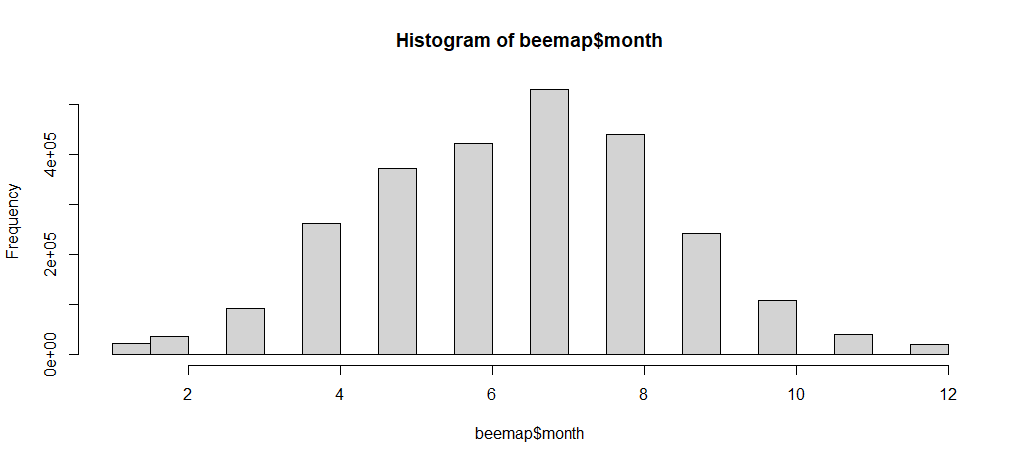 Histogram of beemap$month
Frequency
4e+05
2e+05
0e+00
2 4 6 8 10 12
beemap$month